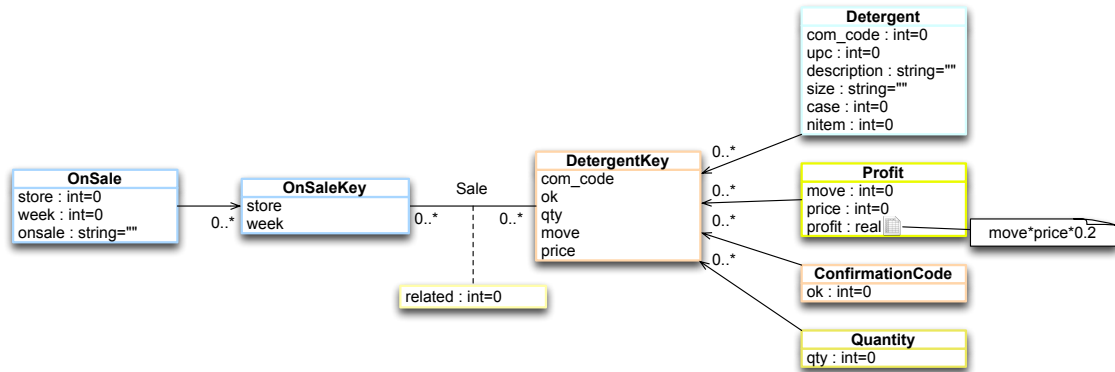 Detergent
com_code : int=0
upc : int=0
description : string=""
size : string=""
case : int=0
nitem : int=0
OnSale
store : int=0
week : int=0
onsale : string=""
0..*
OnSaleKey
store
week
0..*
Sale
0..*
related : int=0
DetergentKey
com_code
ok
qty
move
price
0..*
0..*
0..*
0..*
Profit
move : int=0
price : int=0
profit : real
move*price*0.2
ConfirmationCode
ok : int=0
Quantity
qty : int=0